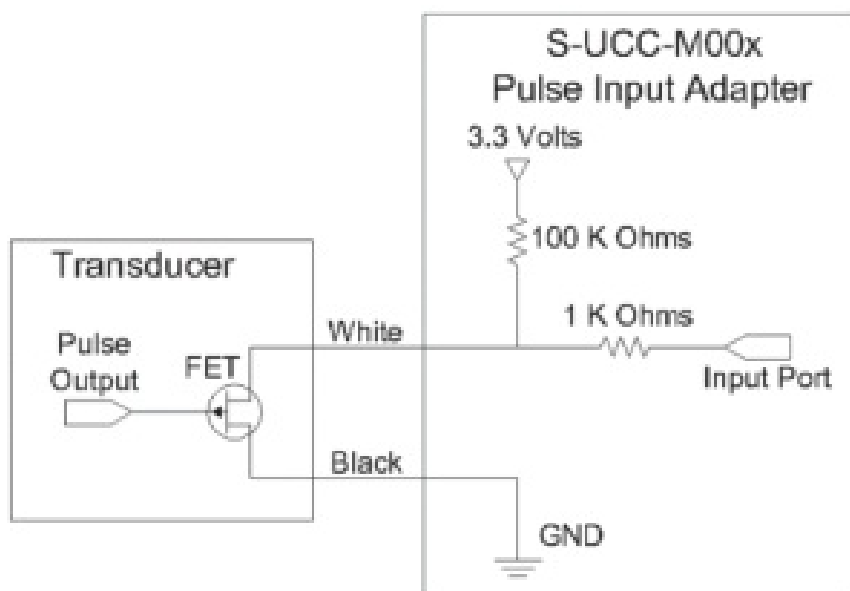 S-UCC-M00x
Pulse Input Adapter
3.3 Volts
100 K Ohms
Transducer
White
1 K Ohms
Pulse
Output
FET
Input Port
Black
GND